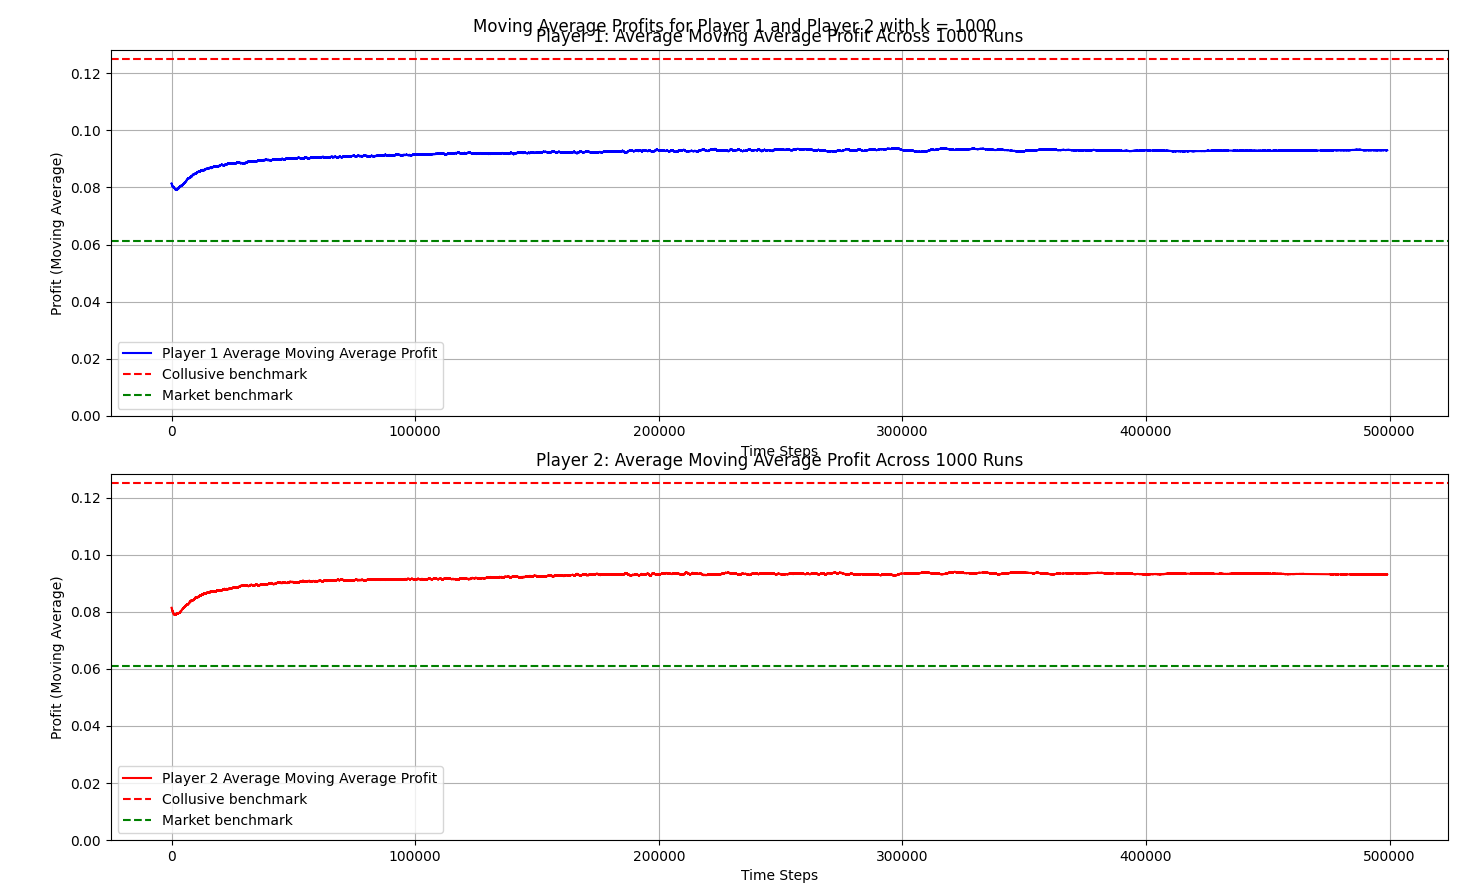 Moving Average Profits for Player 1 and Player 2 with k = 1000
Player 1: Average Moving Average Profit Across 1000 Runs
Profit (Moving Average)
0.12
0.10
0.08
0.06
0.04
0.02
0.00
Player 1 Average Moving Average Profit
Collusive benchmark
Market benchmark
0 100000 200000 300000 400000 500000
Time Steps
Player 2: Average Moving Average Profit Across 1000 Runs
Profit (Moving Average)
0.12
0.10
0.08
0.06
0.04
0.02
0.00
Player 2 Average Moving Average Profit
Collusive benchmark
Market benchmark
0 100000 200000 300000 400000 500000
Time Steps